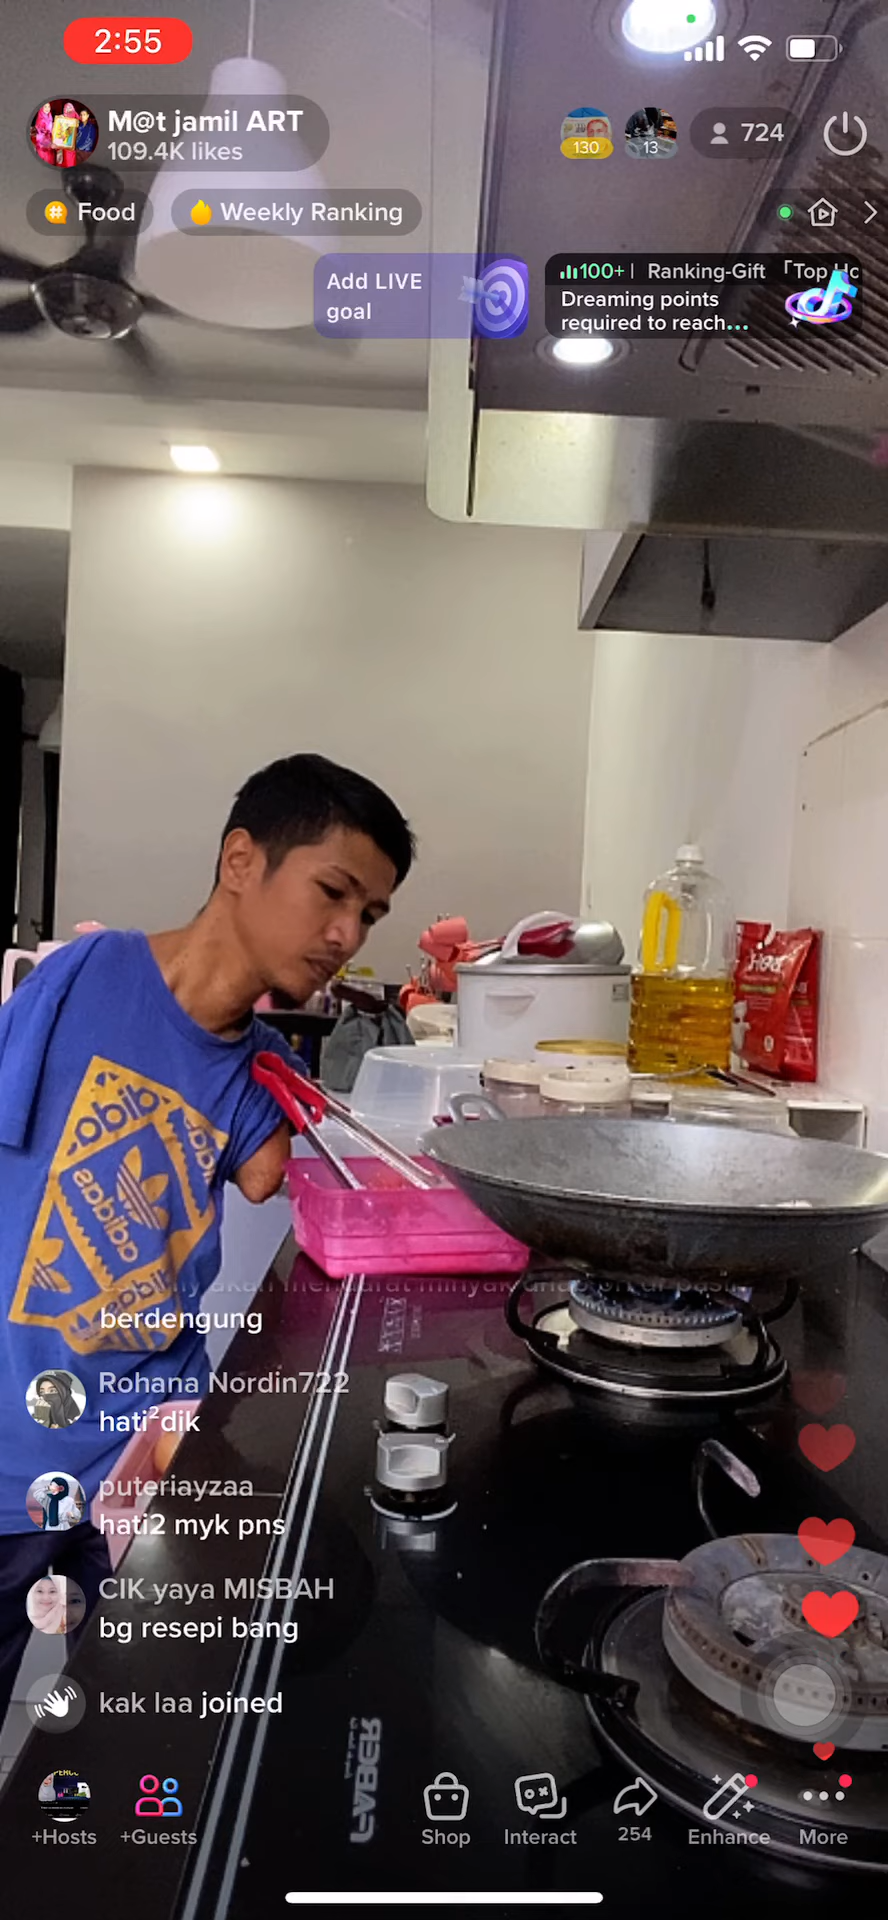 2:55
M@t jamil ART
109.4K likes
130
13
724
Food
Weekly Ranking
Add LIVE
goal
100+ | Ranking-Gift 「Top Ho
Dreaming points
required to reach...
adidas
berdengung
Rohana Nordin722
hati²dik
puteriayzaa
hati2 myk pns
CIK yaya MISBAH
bg resepi bang
kak laa joined
+Hosts
+Guests
Shop
Interact
254
Enhance
More